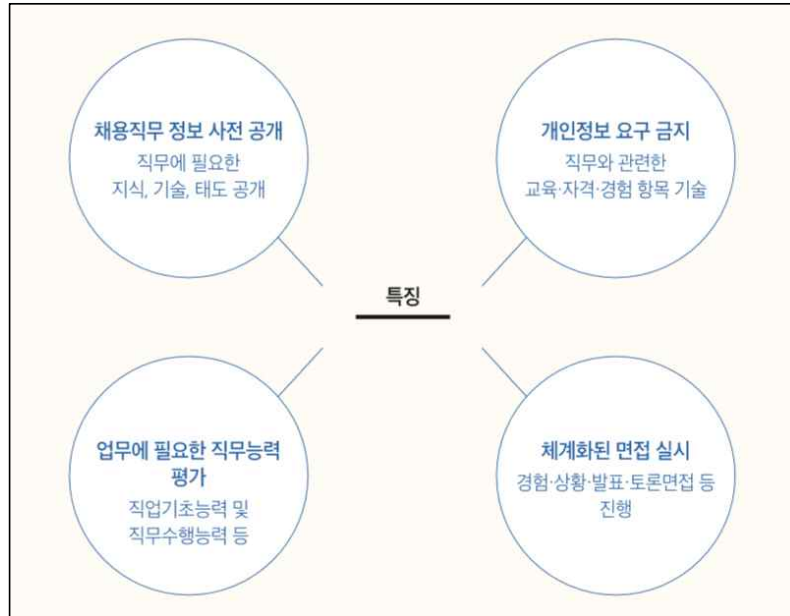 채용직무 정보 사전 공개
직무에 필요한
지식, 기술, 태도 공개
개인정보 요구 금지
직무와 관련한
교육·자격·경험 항목 기술
특징
업무에 필요한 직무능력
평가
직업기초능력 및
직무수행능력 등
체계화된 면접 실시
경험·상황·발표·토론면접 등
진행